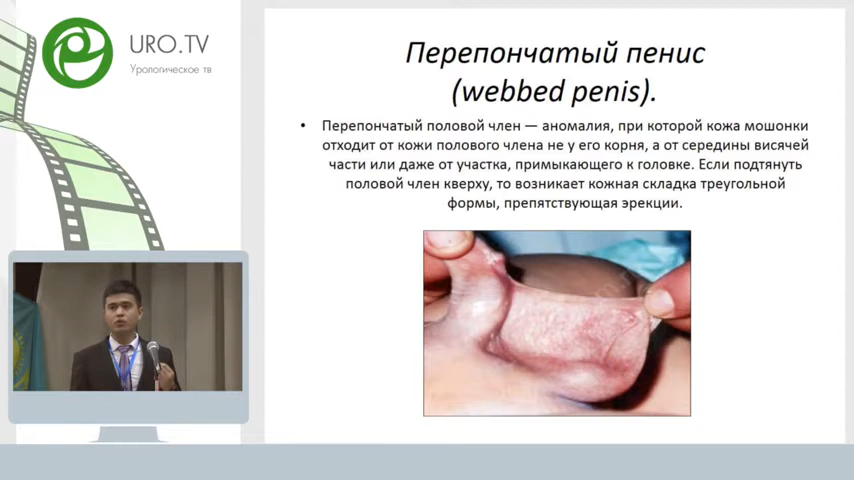 URO.TV
Урологическое тв
Перепончатый пенис
(webbed penis).
• Перепончатый половой член — аномалия, при которой кожа мошонки
отходит от кожи полового члена не у его корня, а от середины висячей
части или даже от участка, примыкающего к головке. Если подтянуть
половой член кверху, то возникает кожная складка треугольной
формы, препятствующая эрекции.